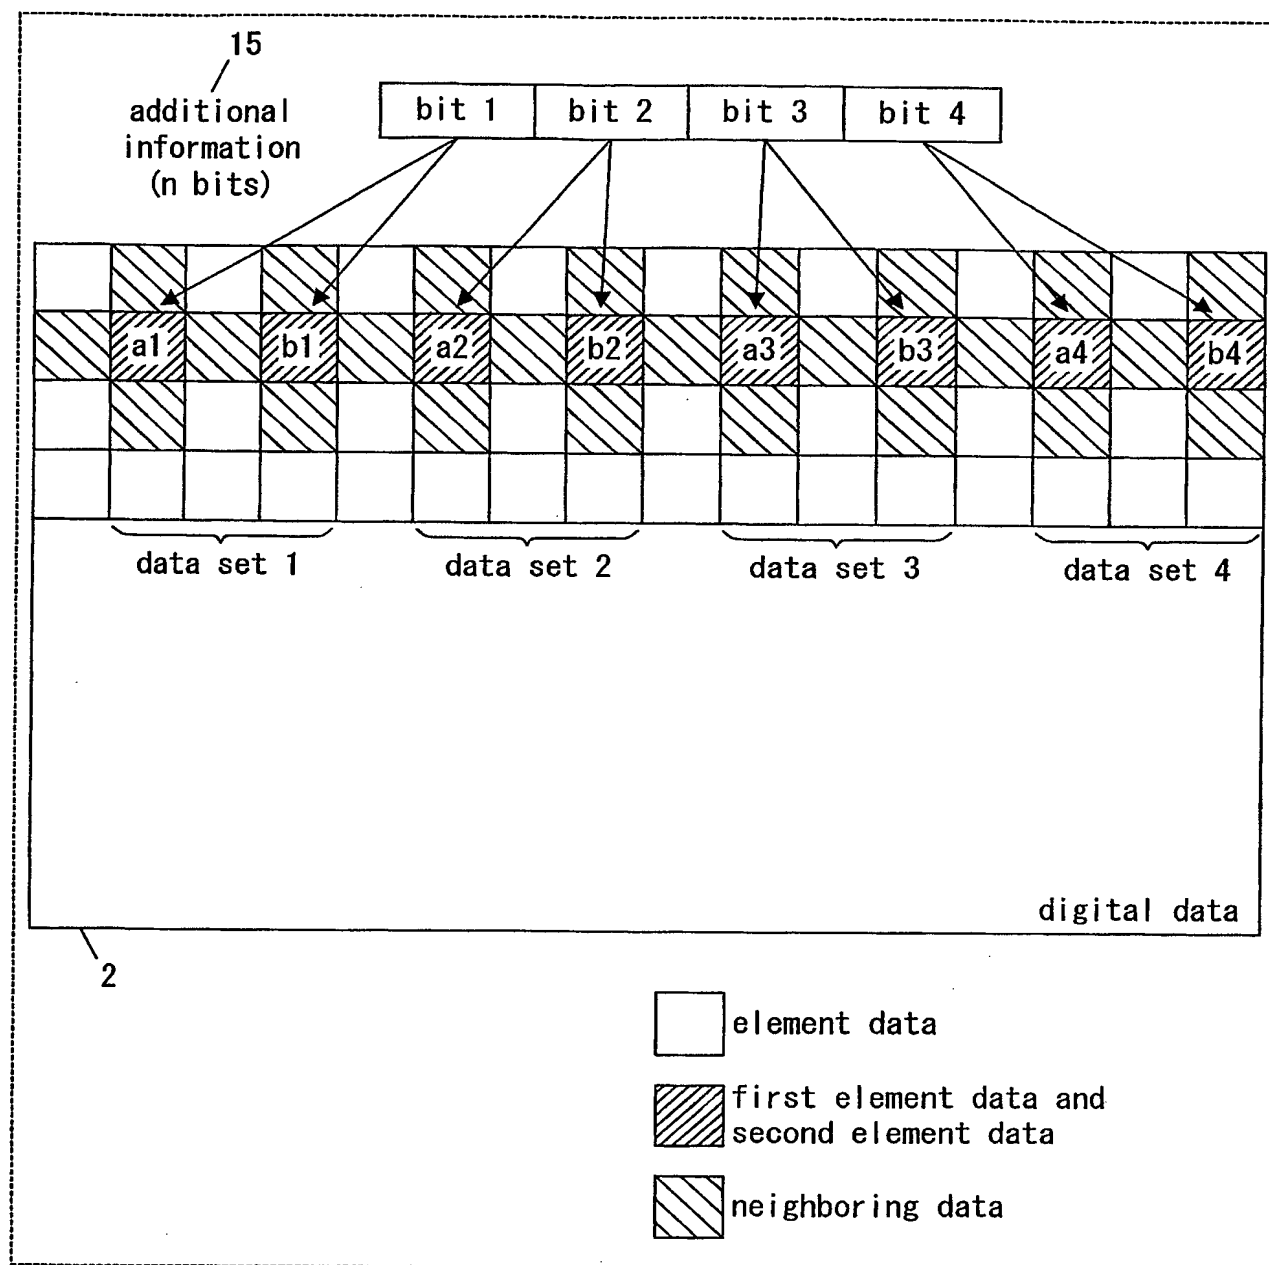 15
additional
information
(n bits)
bit 1 bit 2 bit 3 bit 4
a1 b1 a2 b2 a3 b3 a4 b4
data set 1 data set 2 data set 3 data set 4
digital data
2
element data
first element data and
second element data
neighboring data